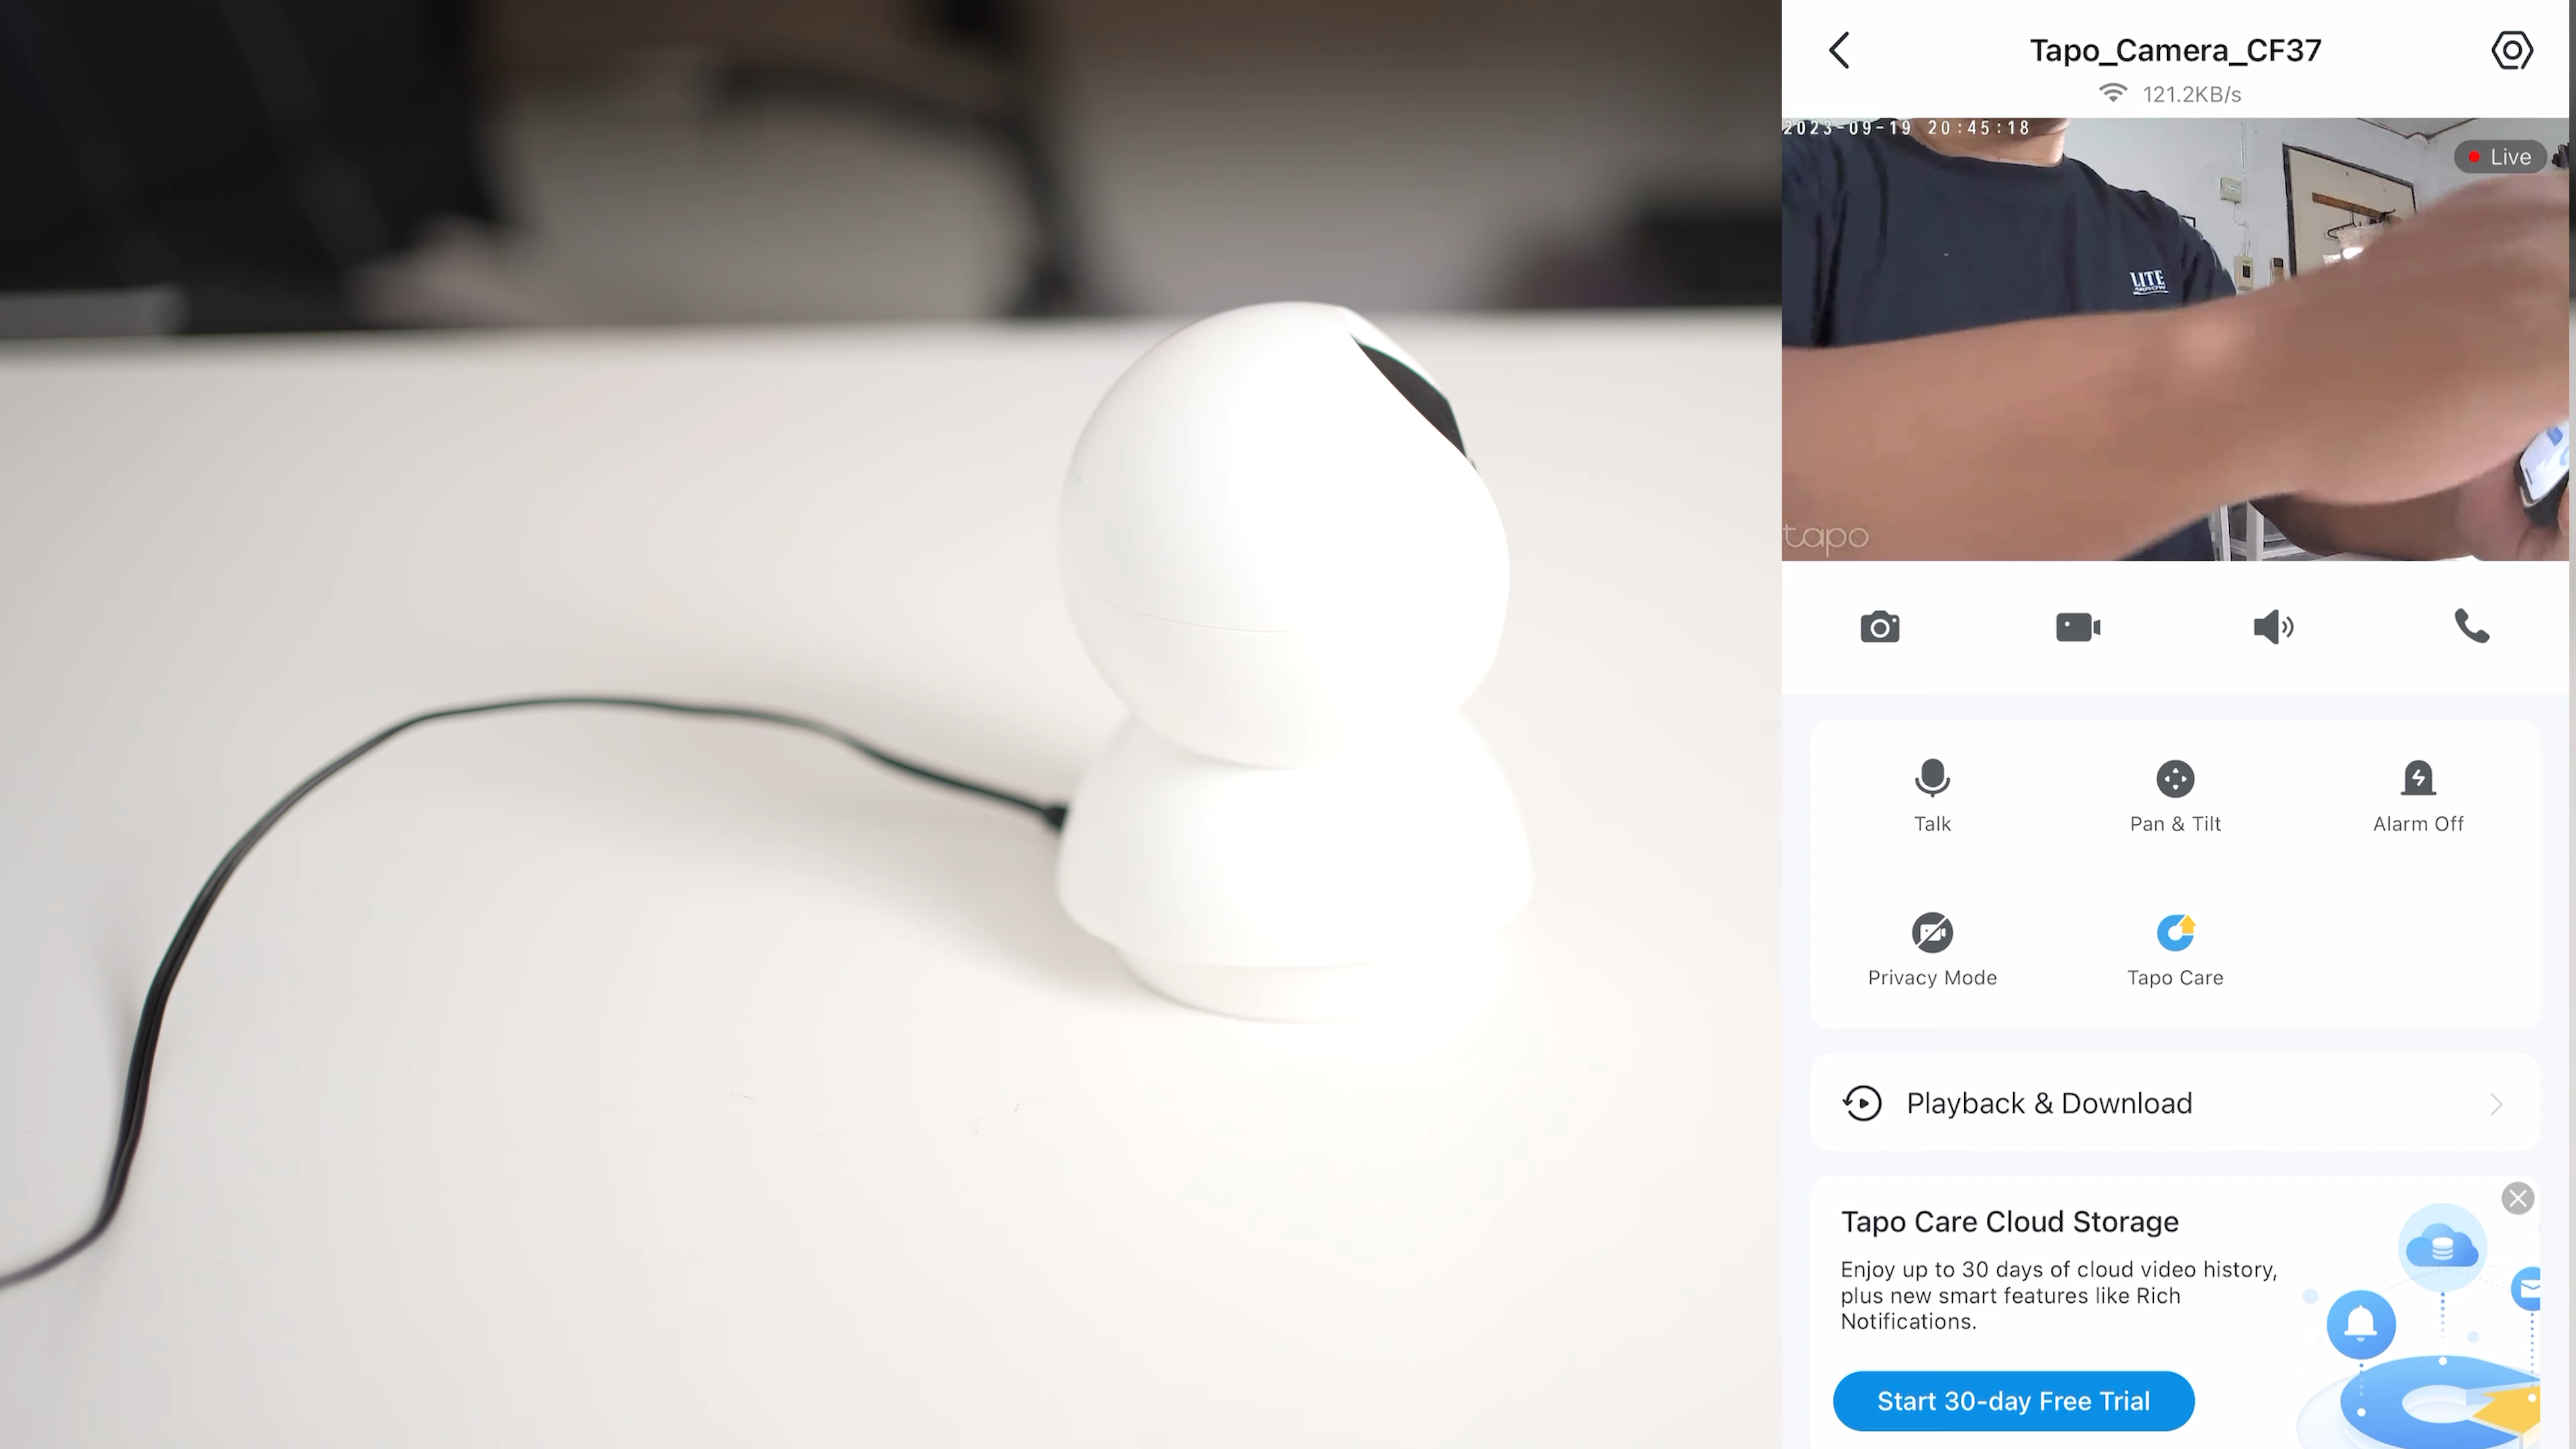 Tapo_Camera_CF37
121.2KB/s
2023-09-19 20:45:18
Live
LITE
tapo
Talk
Pan & Tilt
Alarm Off
Privacy Mode
Tapo Care
Playback & Download
Tapo Care Cloud Storage
Enjoy up to 30 days of cloud video history,
plus new smart features like Rich
Notifications.
Start 30-day Free Trial